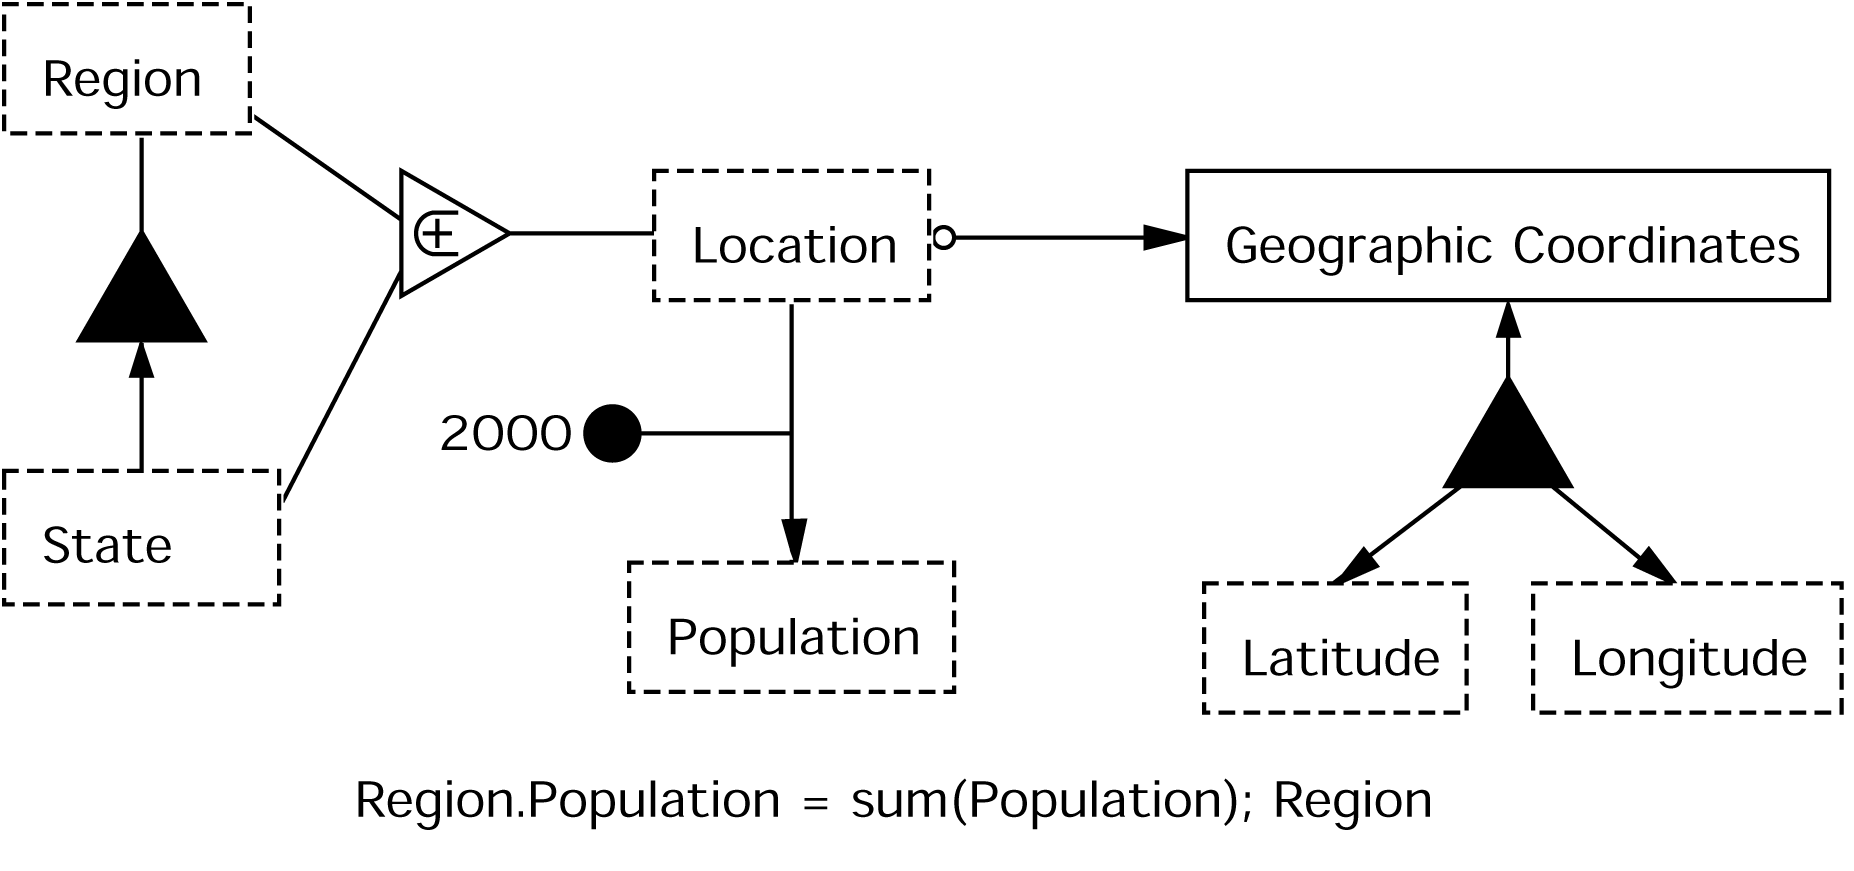 Region
Location
Geographic Coordinates
2000
State
Population
Latitude
Longitude
Region.Population = sum(Population); Region